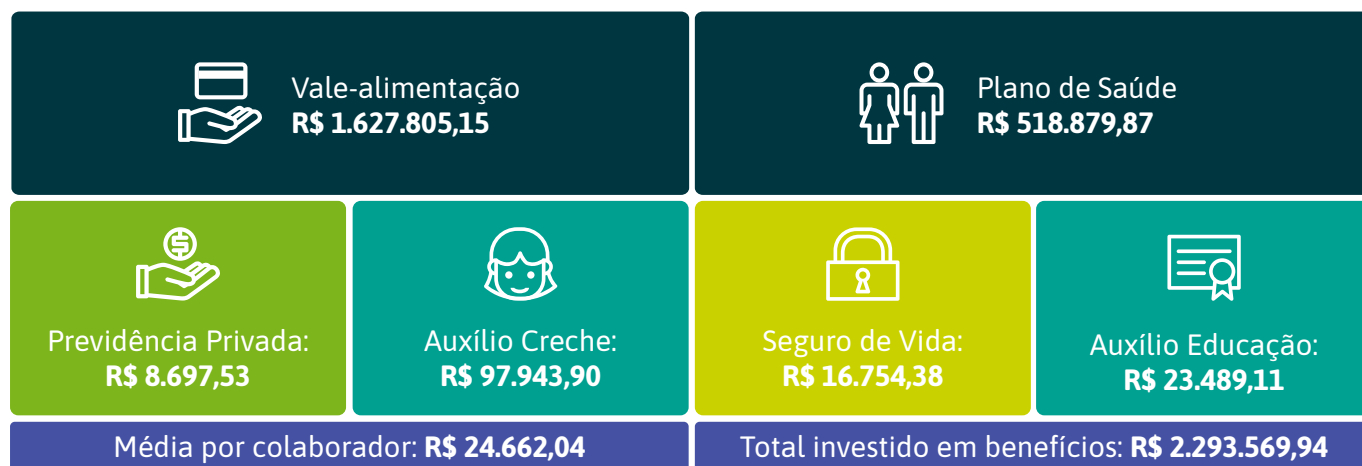 Vale-alimentação
R$ 1.627.805,15
Plano de Saúde
R$ 518.879,87
Previdência Privada:
R$ 8.697,53
Auxílio Creche:
R$ 97.943,90
Seguro de Vida:
R$ 16.754,38
Auxílio Educação:
R$ 23.489,11
Média por colaborador: R$ 24.662,04
Total investido em benefícios: R$ 2.293.569,94